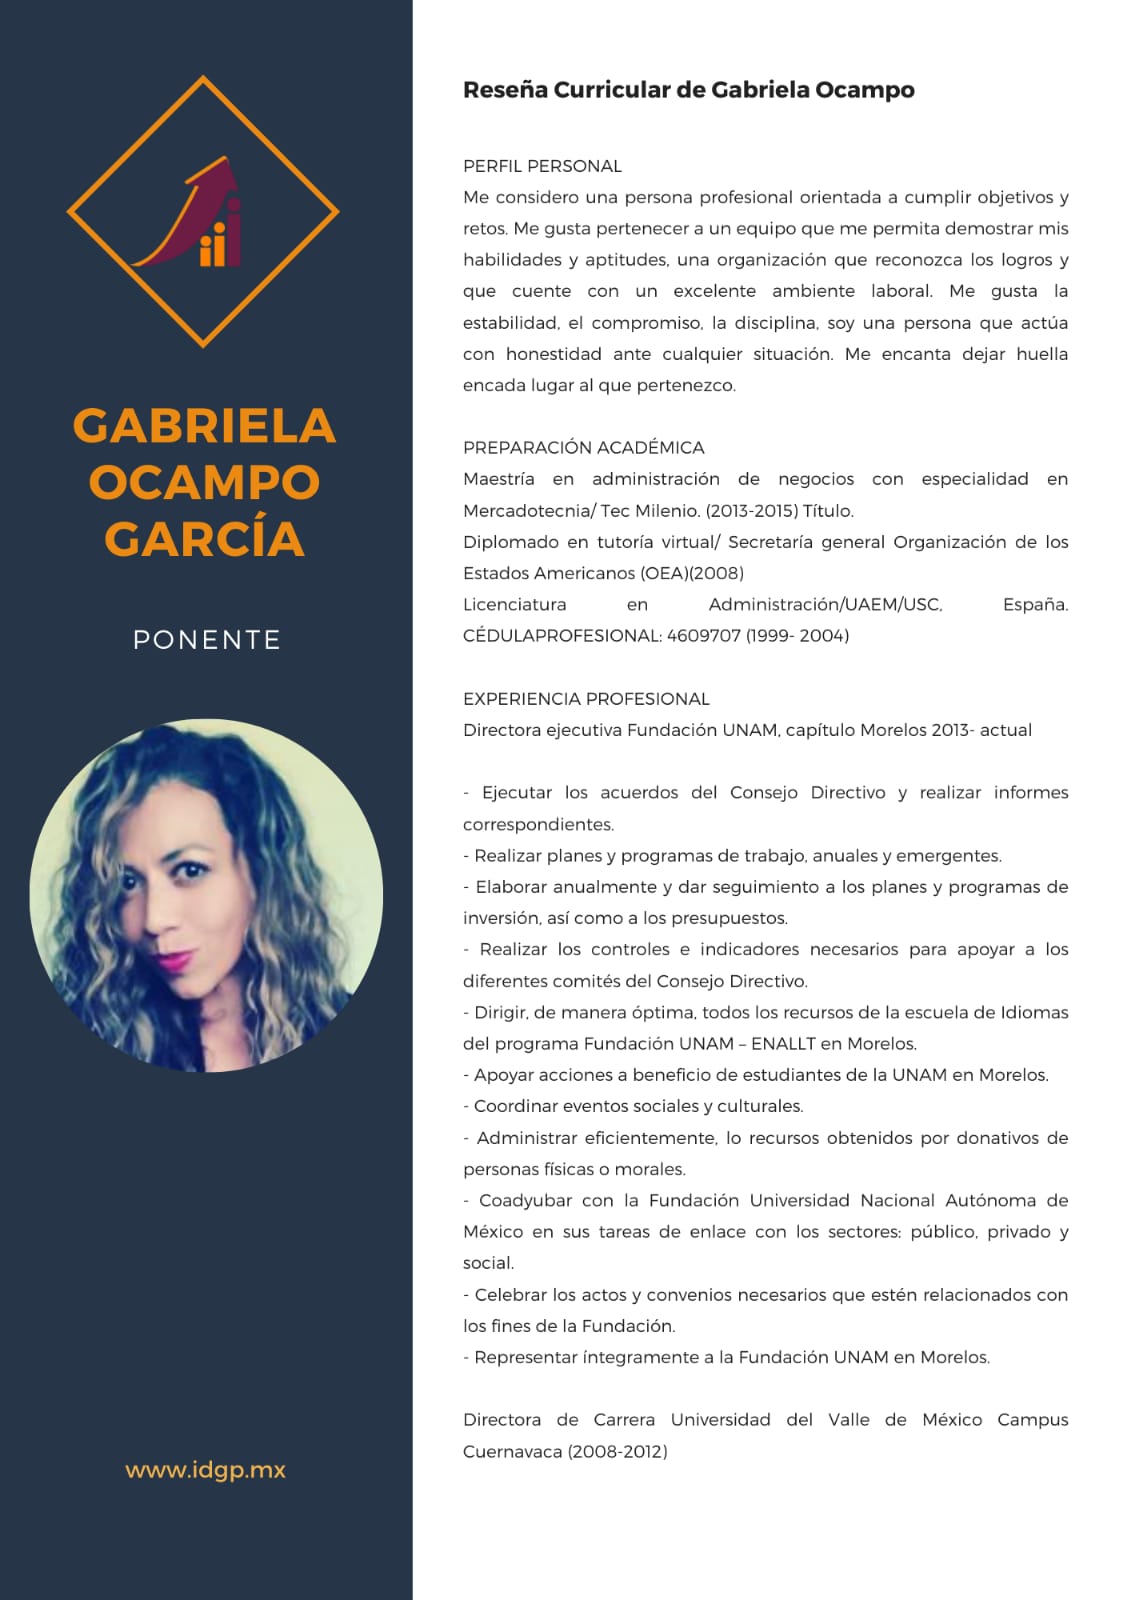 GABRIELA
OCAMPO
GARCÍA
PONENTE
www.idgp.mx
Reseña Curricular de Gabriela Ocampo
PERFIL PERSONAL
Me considero una persona profesional orientada a cumplir objetivos y
retos. Me gusta pertenecer a un equipo que me permita demostrar mis
habilidades y aptitudes, una organización que reconozca los logros y
que cuente con un excelente ambiente laboral. Me gusta la
estabilidad, el compromiso, la disciplina, soy una persona que actúa
con honestidad ante cualquier situación. Me encanta dejar huella
encada lugar al que pertenezco.
PREPARACIÓN ACADÉMICA
Maestría en administración de negocios con especialidad en
Mercadotecnia/ Tec Milenio. (2013-2015) Título.
Diplomado en tutoría virtual/ Secretaría general Organización de los
Estados Americanos (OEA)(2008)
Licenciatura en Administración/UAEM/USC, España.
CÉDULAPROFESIONAL: 4609707 (1999- 2004)
EXPERIENCIA PROFESIONAL
Directora ejecutiva Fundación UNAM, capítulo Morelos 2013- actual
- Ejecutar los acuerdos del Consejo Directivo y realizar informes
correspondientes.
- Realizar planes y programas de trabajo, anuales y emergentes.
- Elaborar anualmente y dar seguimiento a los planes y programas de
inversión, así como a los presupuestos.
- Realizar los controles e indicadores necesarios para apoyar a los
diferentes comités del Consejo Directivo.
- Dirigir, de manera óptima, todos los recursos de la escuela de Idiomas
del programa Fundación UNAM – ENALLT en Morelos.
- Apoyar acciones a beneficio de estudiantes de la UNAM en Morelos.
- Coordinar eventos sociales y culturales.
- Administrar eficientemente, lo recursos obtenidos por donativos de
personas físicas o morales.
- Coadyubar con la Fundación Universidad Nacional Autónoma de
México en sus tareas de enlace con los sectores: público, privado y
social.
- Celebrar los actos y convenios necesarios que estén relacionados con
los fines de la Fundación.
- Representar íntegramente a la Fundación UNAM en Morelos.
Directora de Carrera Universidad del Valle de México Campus
Cuernavaca (2008-2012)